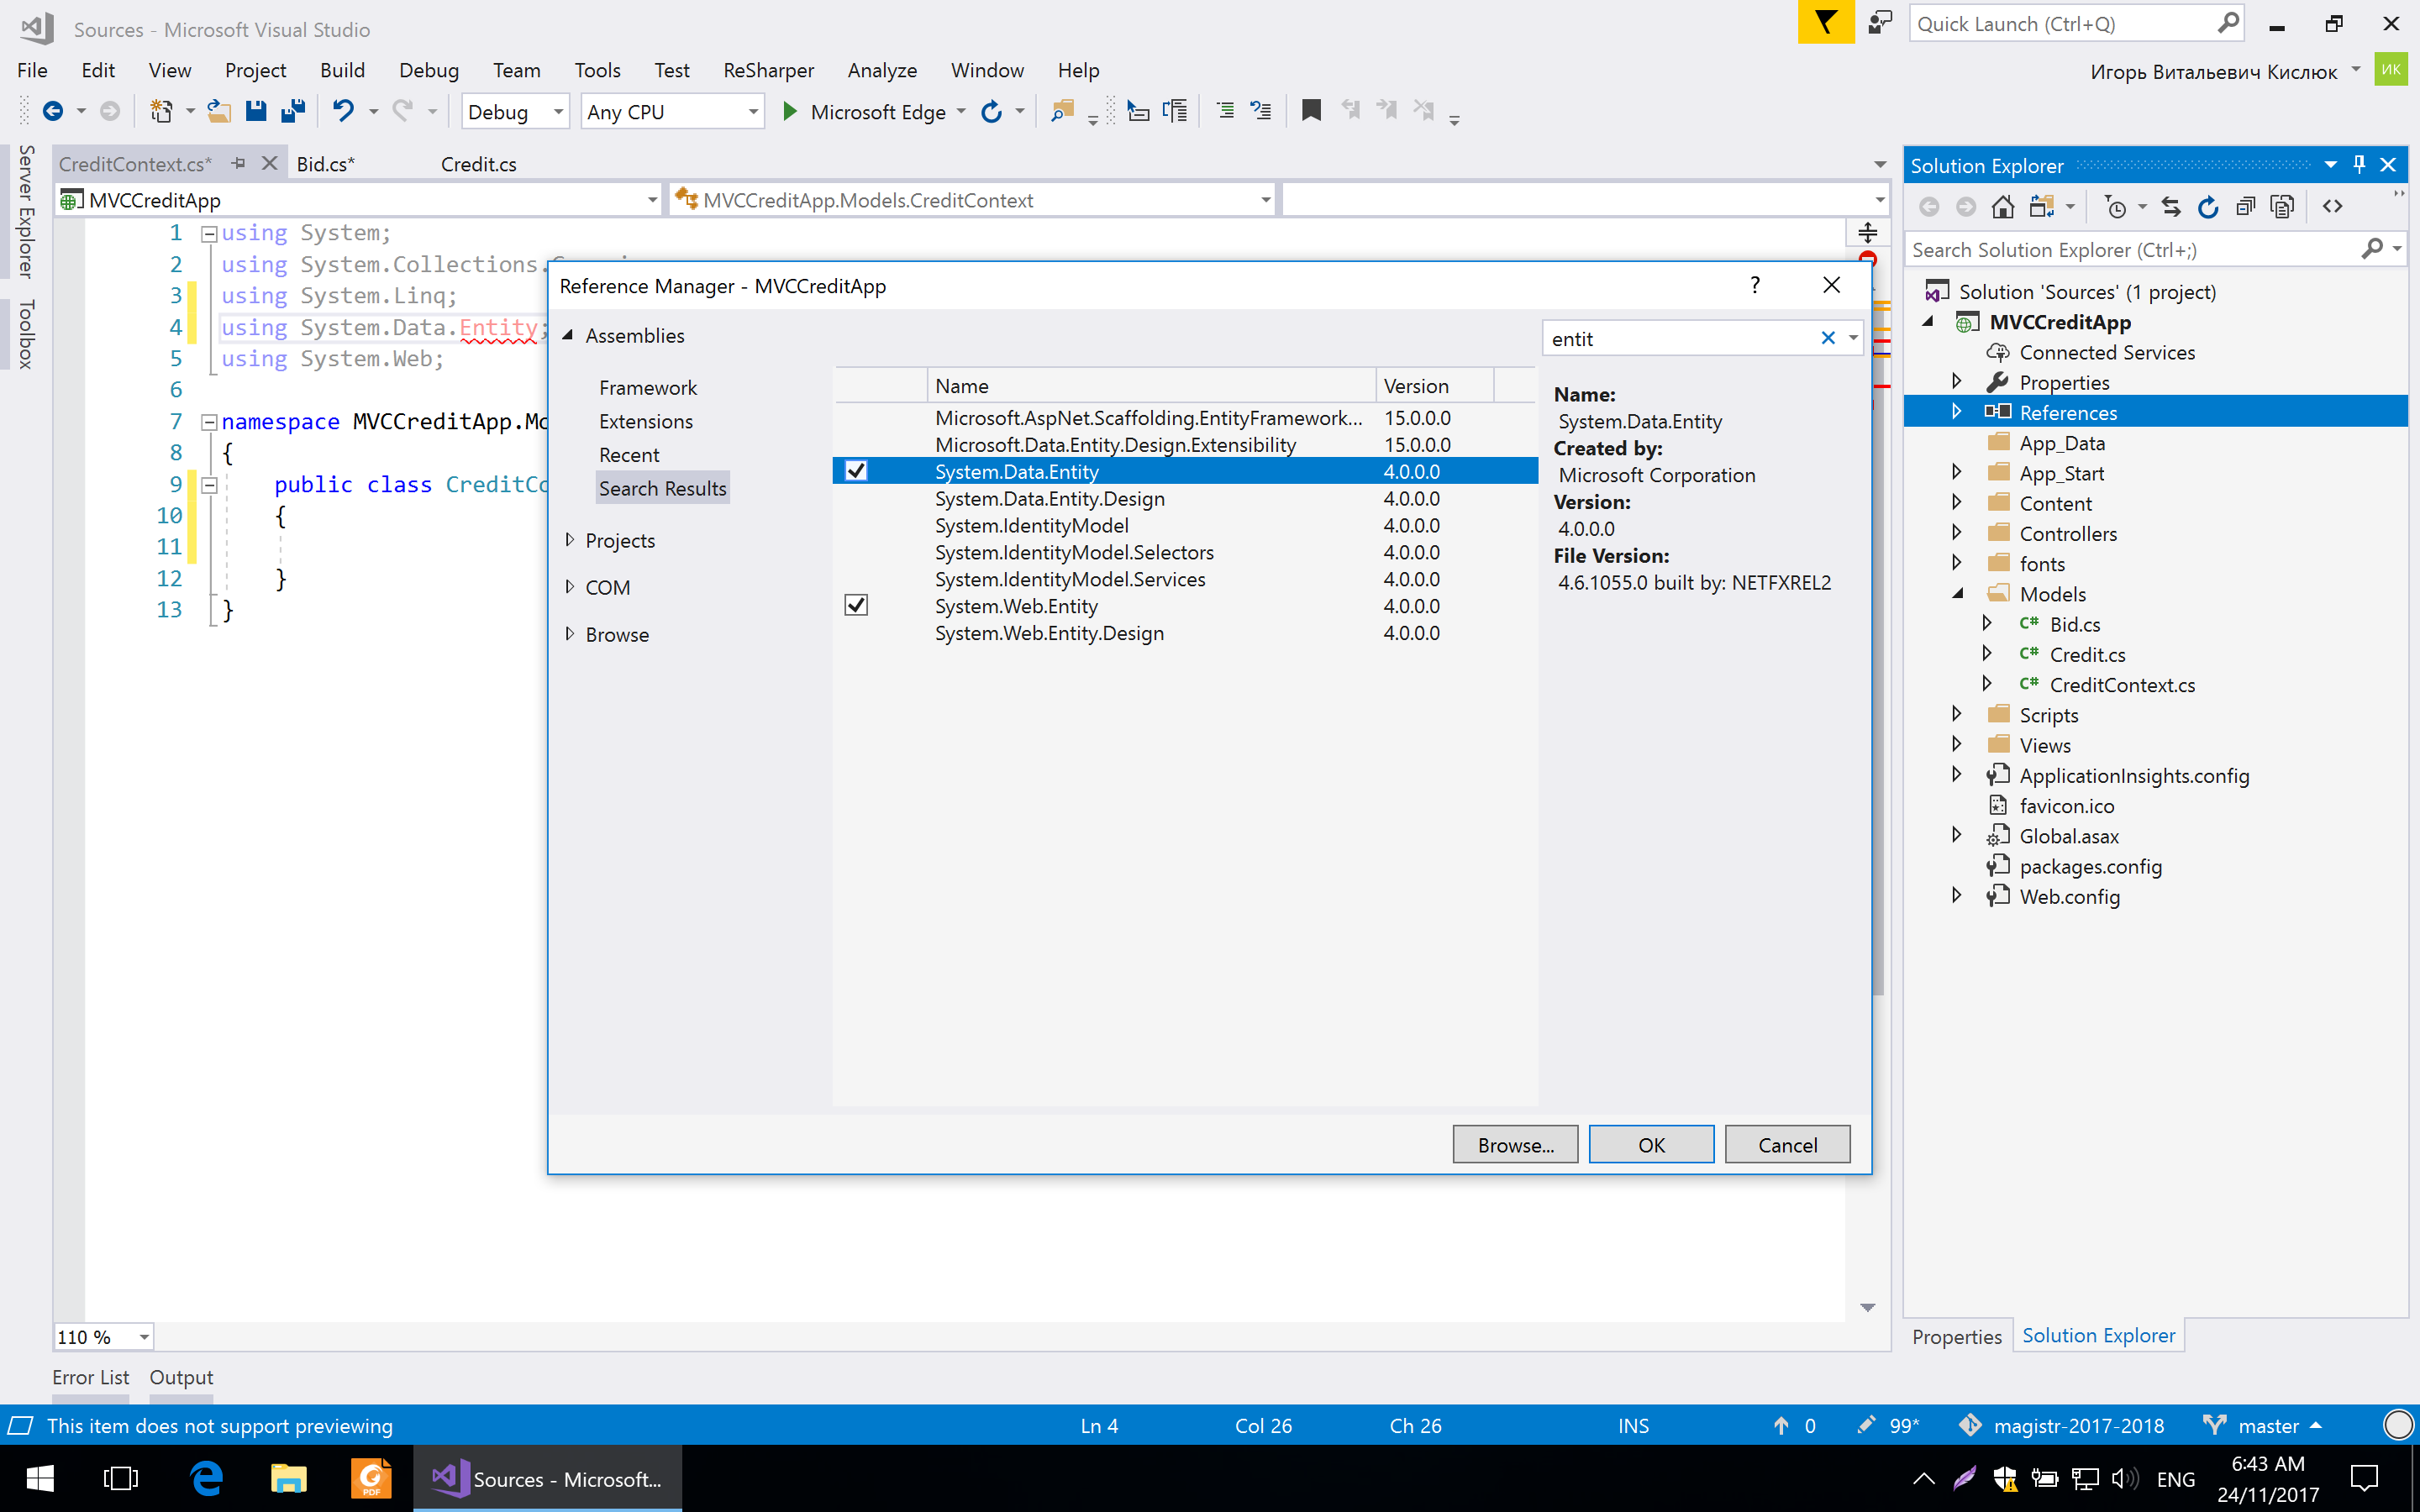 Sources - Microsoft Visual Studio
Quick Launch (Ctrl+Q)
File Edit View Project Build Debug Team Tools Test ReSharper Analyze Window Help
Игорь Витальевич Кислюк ИК
Debug Any CPU Microsoft Edge
Server Explorer
Toolbox
CreditContext.cs* Bid.cs* Credit.cs
MVCCreditApp MVCCreditApp.Models.CreditContext
1 using System;
2 using System.Collections.
3 using System.Linq;
4 using System.Data.Entity;
5 using System.Web;
6
7 namespace MVCCreditApp.Mo
8 {
9 public class CreditCo
10 {
11
12 }
13 }
Reference Manager - MVCCreditApp
?
Assemblies
Framework
Extensions
Recent
Search Results
Projects
COM
Browse
Name Version
Microsoft.AspNet.Scaffolding.EntityFramework... 15.0.0.0
Microsoft.Data.Entity.Design.Extensibility 15.0.0.0
System.Data.Entity 4.0.0.0
System.Data.Entity.Design 4.0.0.0
System.IdentityModel 4.0.0.0
System.IdentityModel.Selectors 4.0.0.0
System.IdentityModel.Services 4.0.0.0
System.Web.Entity 4.0.0.0
System.Web.Entity.Design 4.0.0.0
entit
Name:
System.Data.Entity
Created by:
Microsoft Corporation
Version:
4.0.0.0
File Version:
4.6.1055.0 built by: NETFXREL2
Browse... OK Cancel
Solution Explorer
Search Solution Explorer (Ctrl+;)
Solution 'Sources' (1 project)
MVCCreditApp
Connected Services
Properties
References
App_Data
App_Start
Content
Controllers
fonts
Models
C# Bid.cs
C# Credit.cs
C# CreditContext.cs
Scripts
Views
ApplicationInsights.config
favicon.ico
Global.asax
packages.config
Web.config
Properties Solution Explorer
110 %
Error List Output
This item does not support previewing Ln 4 Col 26 Ch 26 INS 0 99* magistr-2017-2018 master
PDF
Sources - Microsoft...
ENG
6:43 AM
24/11/2017